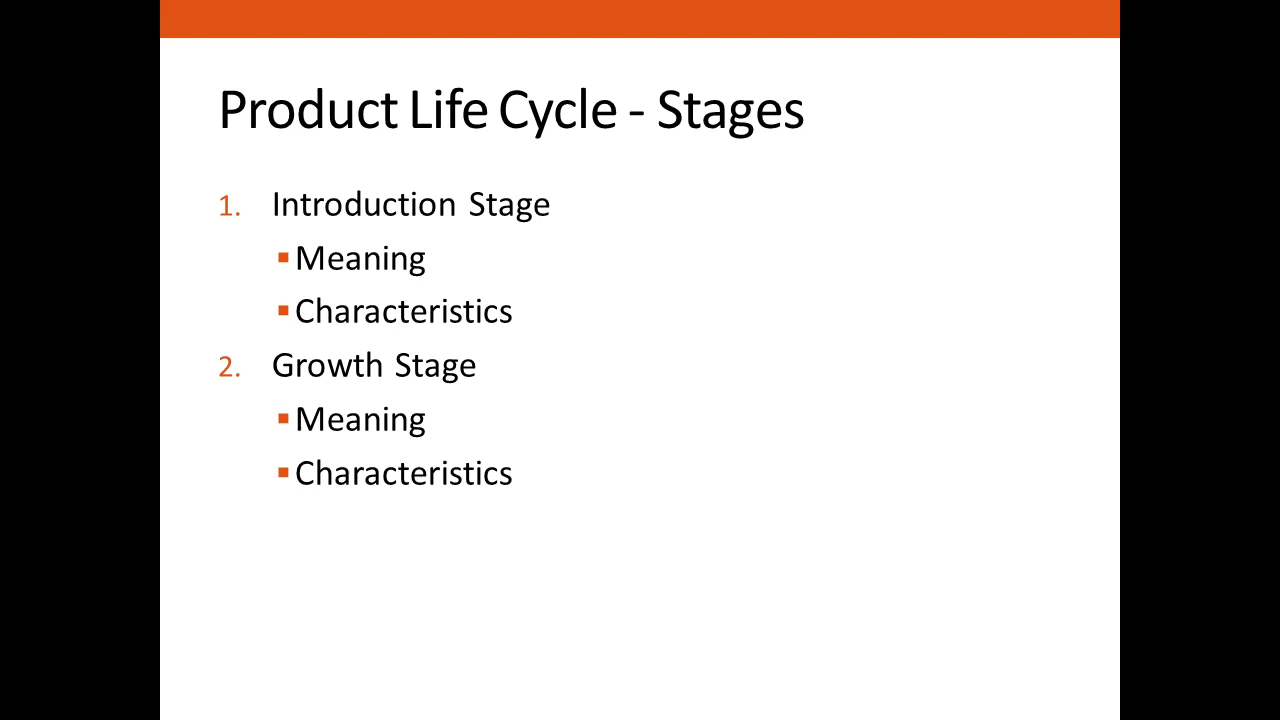 Product Life Cycle - Stages
1. Introduction Stage
▪ Meaning
▪ Characteristics
2. Growth Stage
▪ Meaning
▪ Characteristics